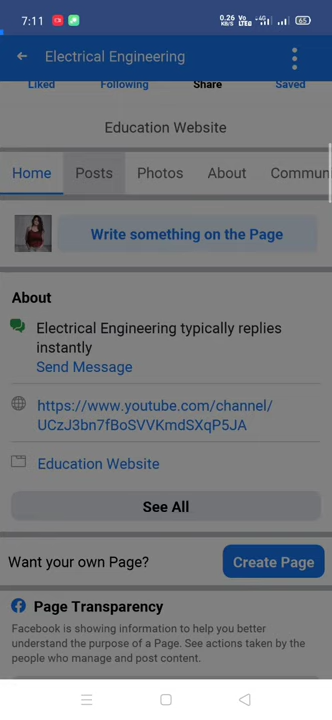 7:11
0.26 KB/S Vo LTE 4G 65
Electrical Engineering
Liked Following Share Saved
Education Website
Home Posts Photos About Commun
Write something on the Page
About
Electrical Engineering typically replies
instantly
Send Message
https://www.youtube.com/channel/
UCzJ3bn7fBoSVVKmdSXqP5JA
Education Website
See All
Want your own Page? Create Page
Page Transparency
Facebook is showing information to help you better
understand the purpose of a Page. See actions taken by the
people who manage and post content.